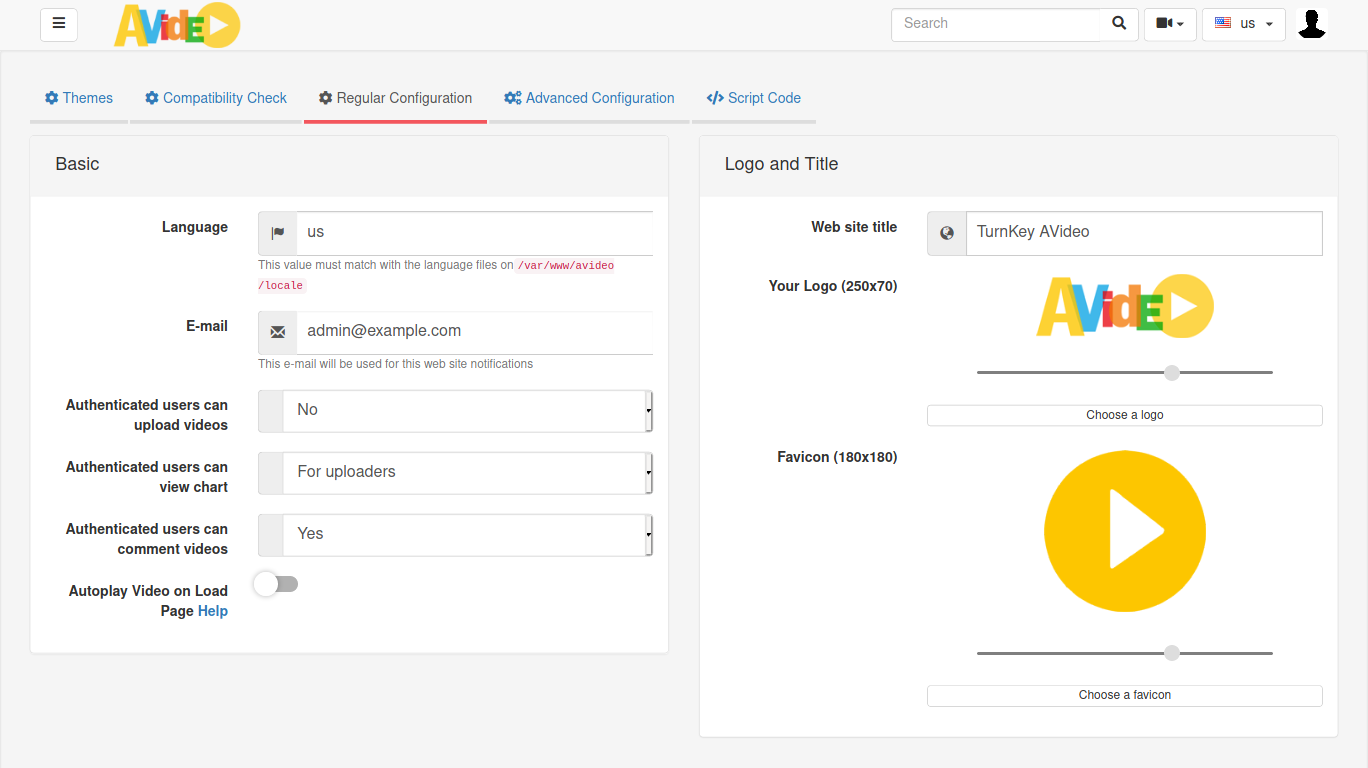 AVideO
Search
us
Themes
Compatibility Check
Regular Configuration
Advanced Configuration
Script Code
Basic
Language
us
This value must match with the language files on /var/www/avideo
/locale
E-mail
admin@example.com
This e-mail will be used for this web site notifications
Authenticated users can
upload videos
No
Authenticated users can
view chart
For uploaders
Authenticated users can
comment videos
Yes
Autoplay Video on Load
Page Help
Logo and Title
Web site title
TurnKey AVideo
Your Logo (250x70)
AVideO
Choose a logo
Favicon (180x180)
Choose a favicon